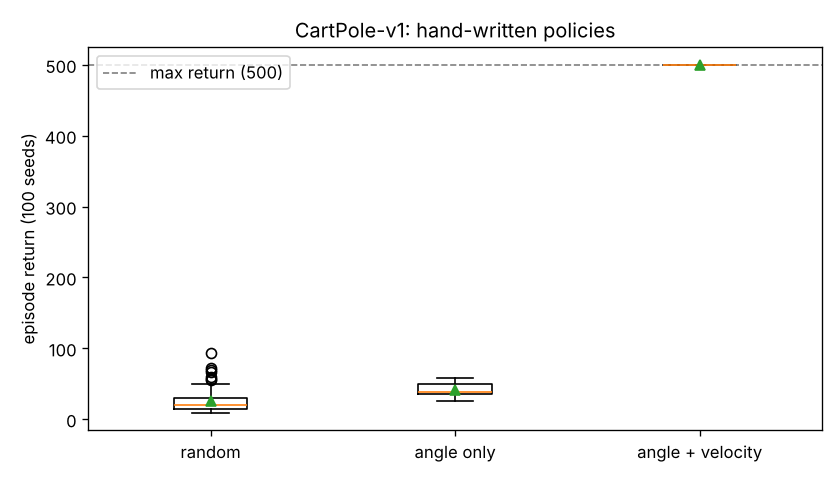 CartPole-v1: hand-written policies
max return (500)
episode return (100 seeds)
500
400
300
200
100
0
random
angle only
angle + velocity